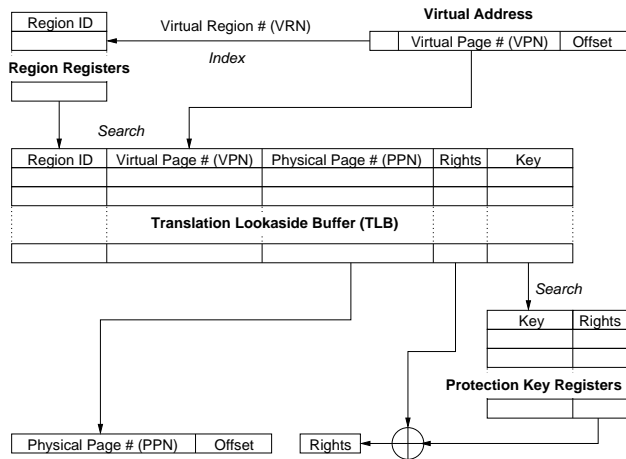 Virtual Address
Region ID
Virtual Region # (VRN)
Virtual Page # (VPN)
Offset
Index
Region Registers
Search
Region ID
Virtual Page # (VPN)
Physical Page # (PPN)
Rights
Key
Translation Lookaside Buffer (TLB)
Search
Key
Rights
Protection Key Registers
Physical Page # (PPN)
Offset
Rights